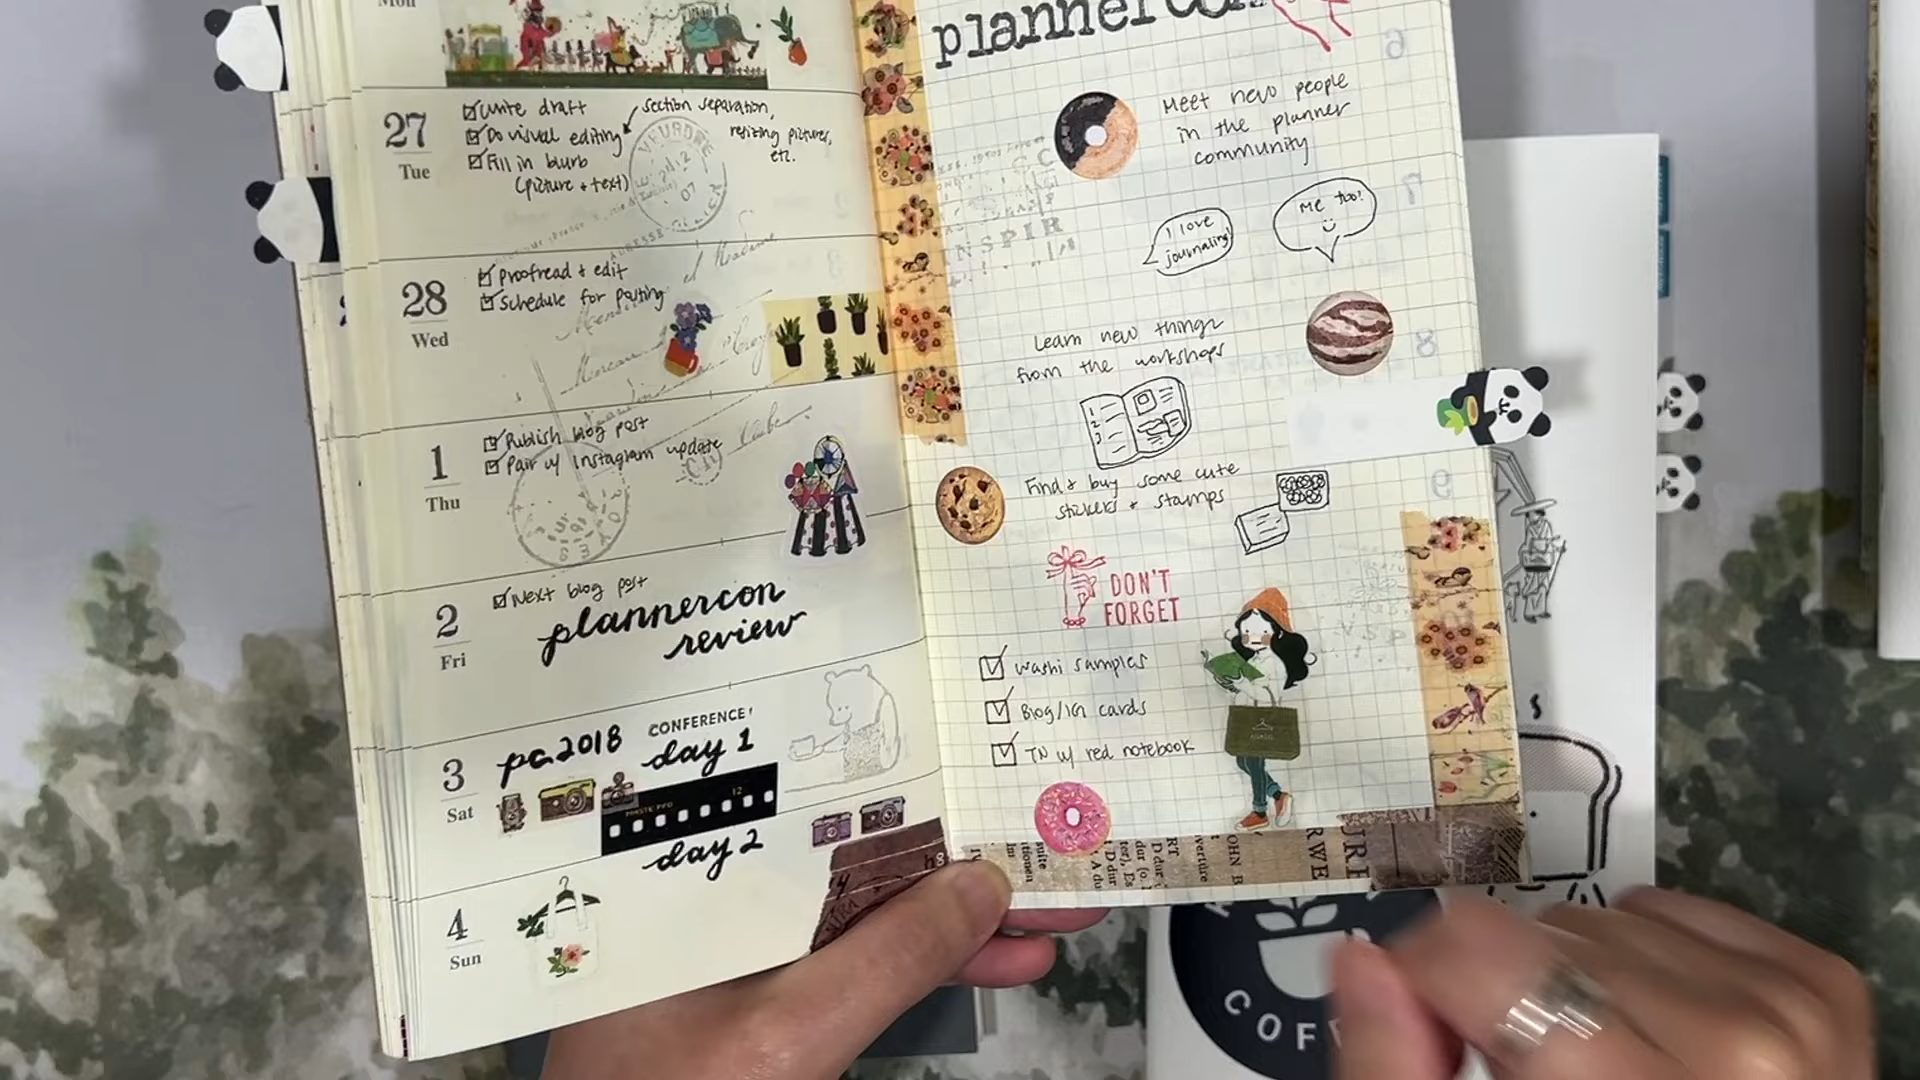 Mon
27
Tue
Write draft
Do visual editing
Fill in blurb
(picture + text)
section separation,
resizing pictures,
etc.
28
Wed
Proofread + edit
Schedule for posting
1
Thu
Publish blog post
Pair w/ Instagram update
2
Fri
Next blog post
plannercon
review
3
Sat
pc2018
CONFERENCE!
day 1
12
day 2
4
Sun
plannercon
Meet new people
in the planner
community
I love
journaling!
Me too!
Learn new things
from the workshops
1
2
3
Find & buy some cute
stickers + stamps
DON'T
FORGET
washi samples
Blog/IG cards
TN w/ red notebook